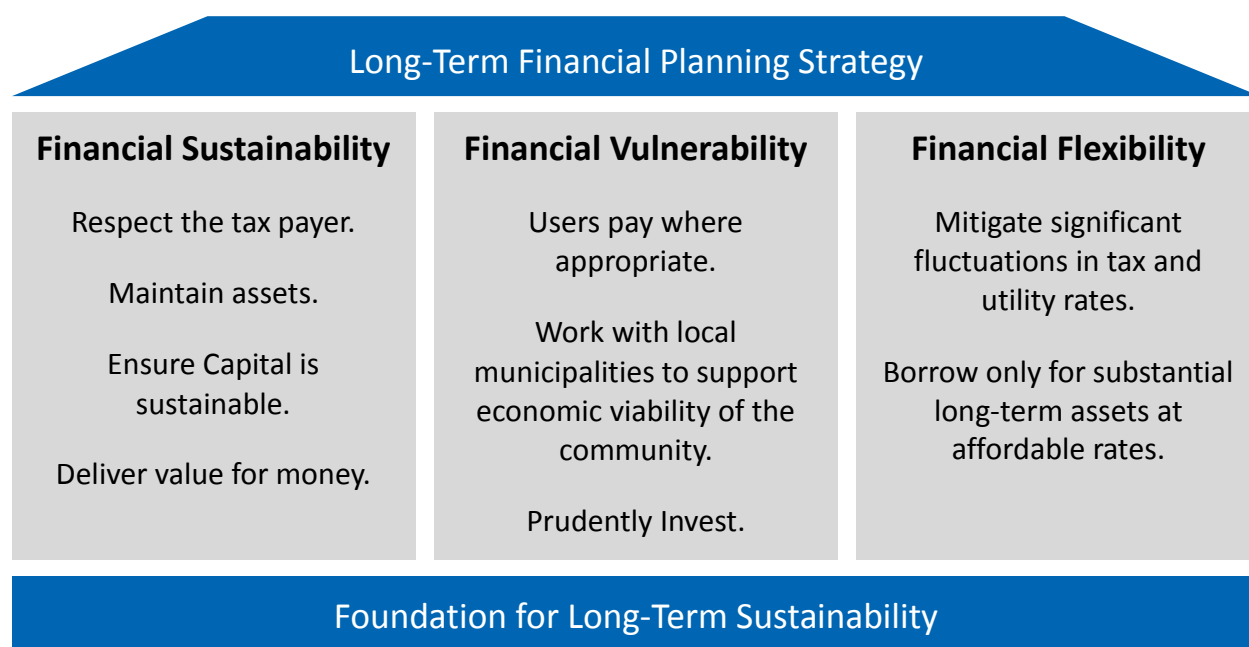 Long-Term Financial Planning Strategy
Financial Sustainability
Respect the tax payer.
Maintain assets.
Ensure Capital is
sustainable.
Deliver value for money.
Financial Vulnerability
Users pay where
appropriate.
Work with local
municipalities to support
economic viability of the
community.
Prudently Invest.
Financial Flexibility
Mitigate significant
fluctuations in tax and
utility rates.
Borrow only for substantial
long-term assets at
affordable rates.
Foundation for Long-Term Sustainability